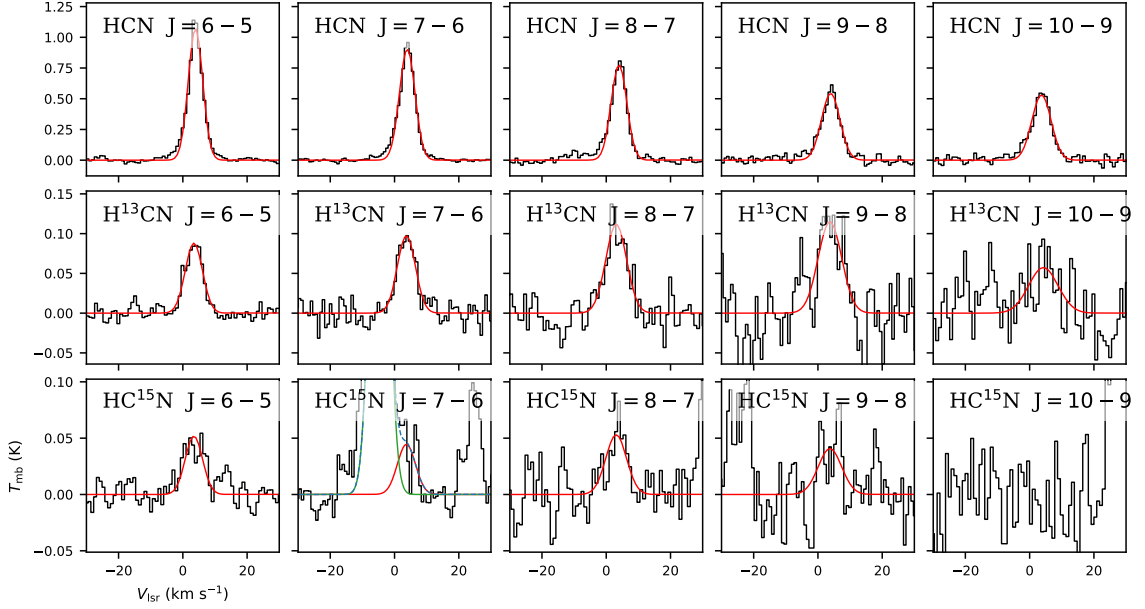 HCN J = 6 − 5 HCN J = 7 − 6 HCN J = 8 − 7 HCN J = 9 − 8 HCN J = 10 − 9
1.25
1.00
0.75
0.50
0.25
0.00
H¹³CN J = 6 − 5 H¹³CN J = 7 − 6 H¹³CN J = 8 − 7 H¹³CN J = 9 − 8 H¹³CN J = 10 − 9
0.15
0.10
0.05
0.00
−0.05
HC¹⁵N J = 6 − 5 HC¹⁵N J = 7 − 6 HC¹⁵N J = 8 − 7 HC¹⁵N J = 9 − 8 HC¹⁵N J = 10 − 9
0.10
0.05
0.00
−0.05
T_mb (K)
−20 0 20 −20 0 20 −20 0 20 −20 0 20 −20 0 20
V_lsr (km s⁻¹)